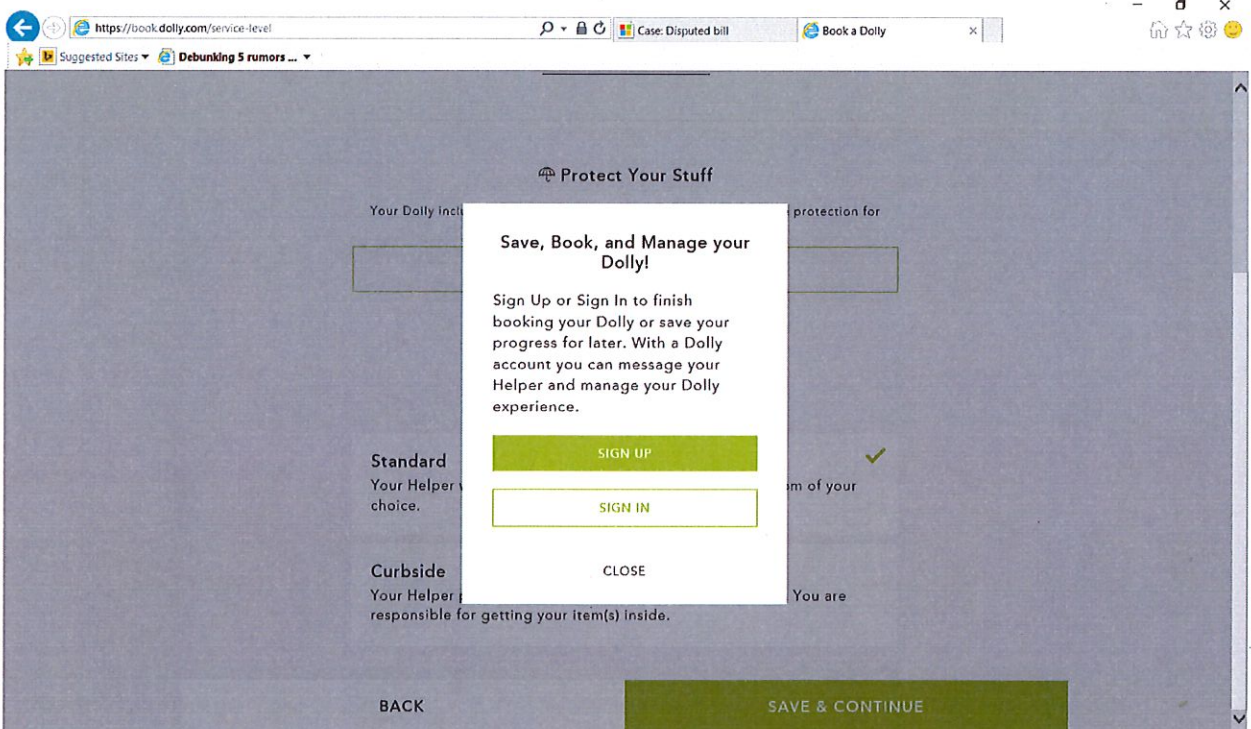 https://book.dolly.com/service-level
Case: Disputed bill
Book a Dolly
Suggested Sites
Debunking 5 rumors ...
Protect Your Stuff
Your Dolly
protection for
Save, Book, and Manage your
Dolly!
Sign Up or Sign In to finish
booking your Dolly or save your
progress for later. With a Dolly
account you can message your
Helper and manage your Dolly
experience.
SIGN UP
SIGN IN
CLOSE
Standard
Your Helper
of your
choice.
Curbside
Your Helper
You are
responsible for getting your item(s) inside.
BACK
SAVE & CONTINUE